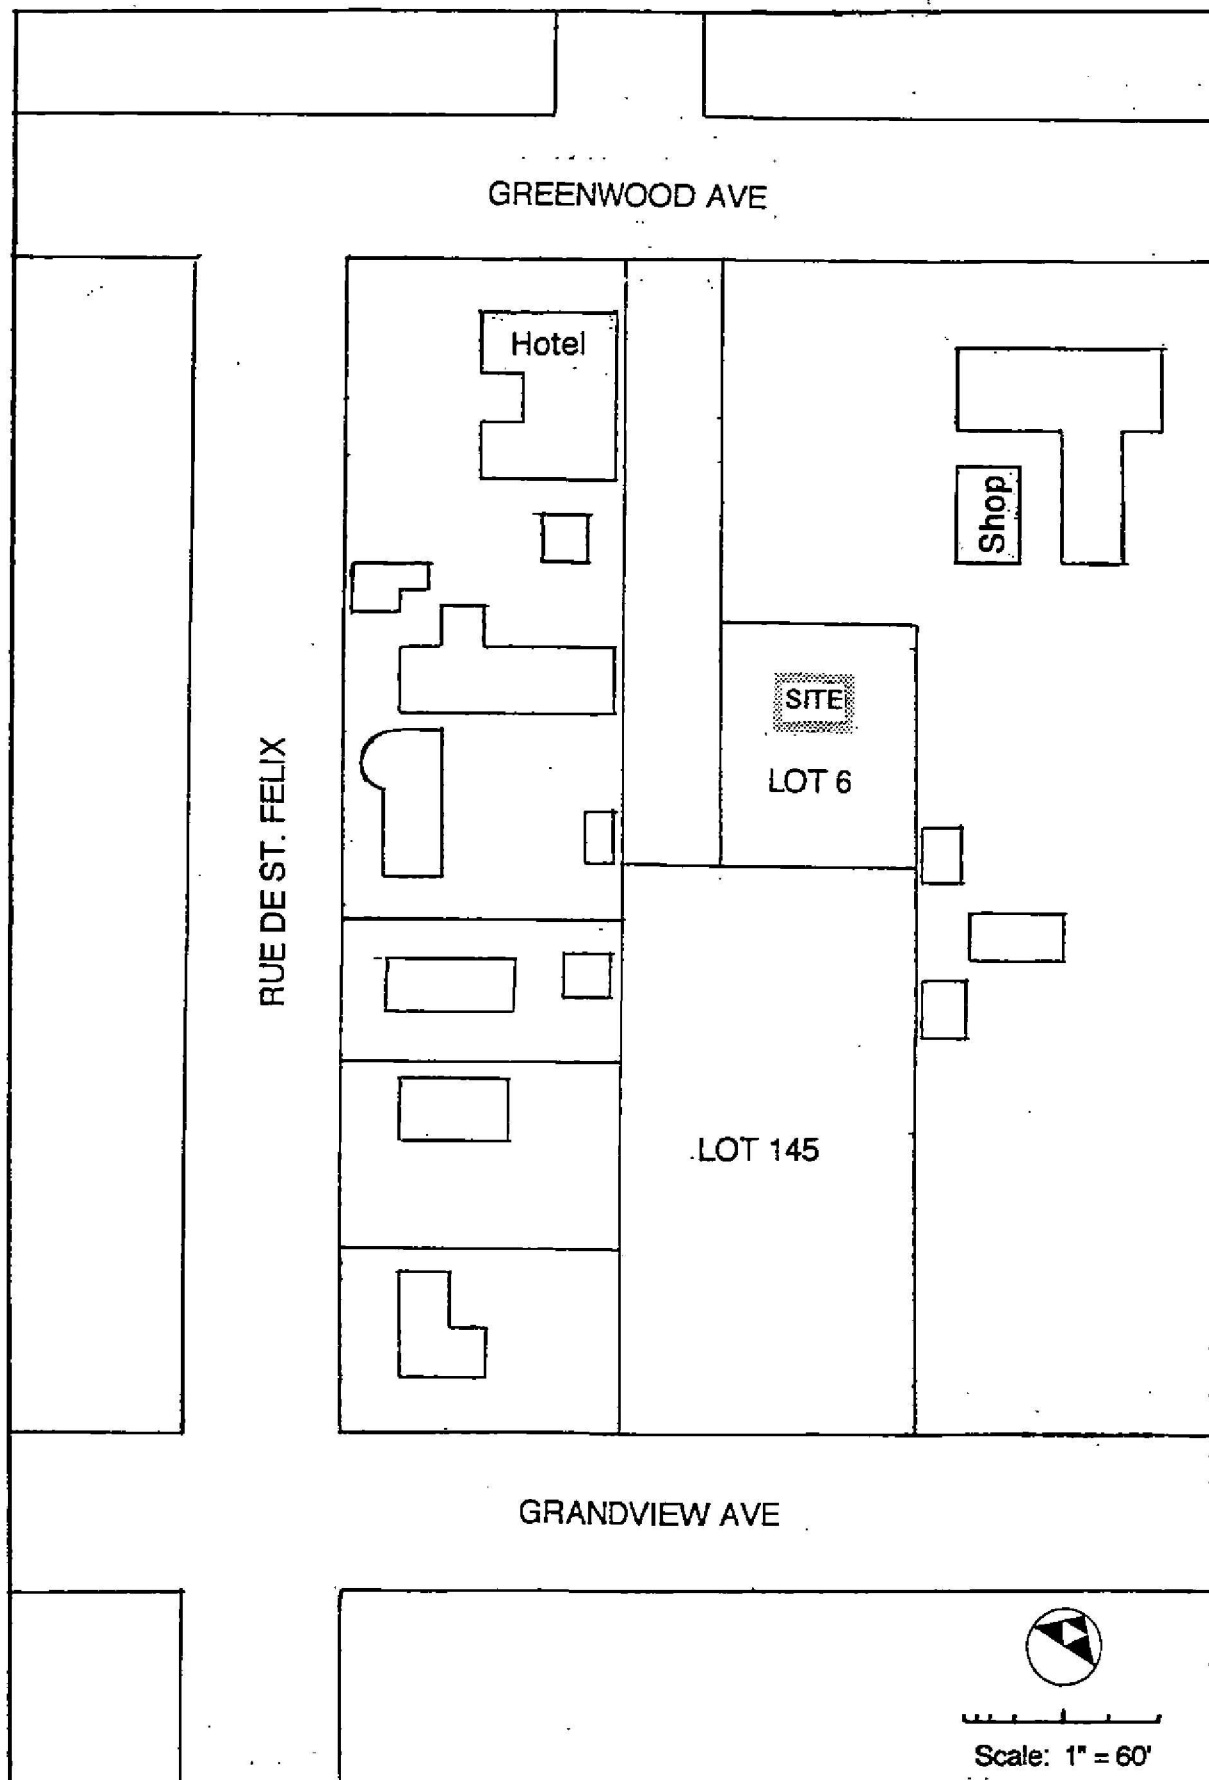 GREENWOOD AVE
Hotel
Shop
SITE
LOT 6
RUE DE ST. FELIX
LOT 145
GRANDVIEW AVE
Scale: 1" = 60'